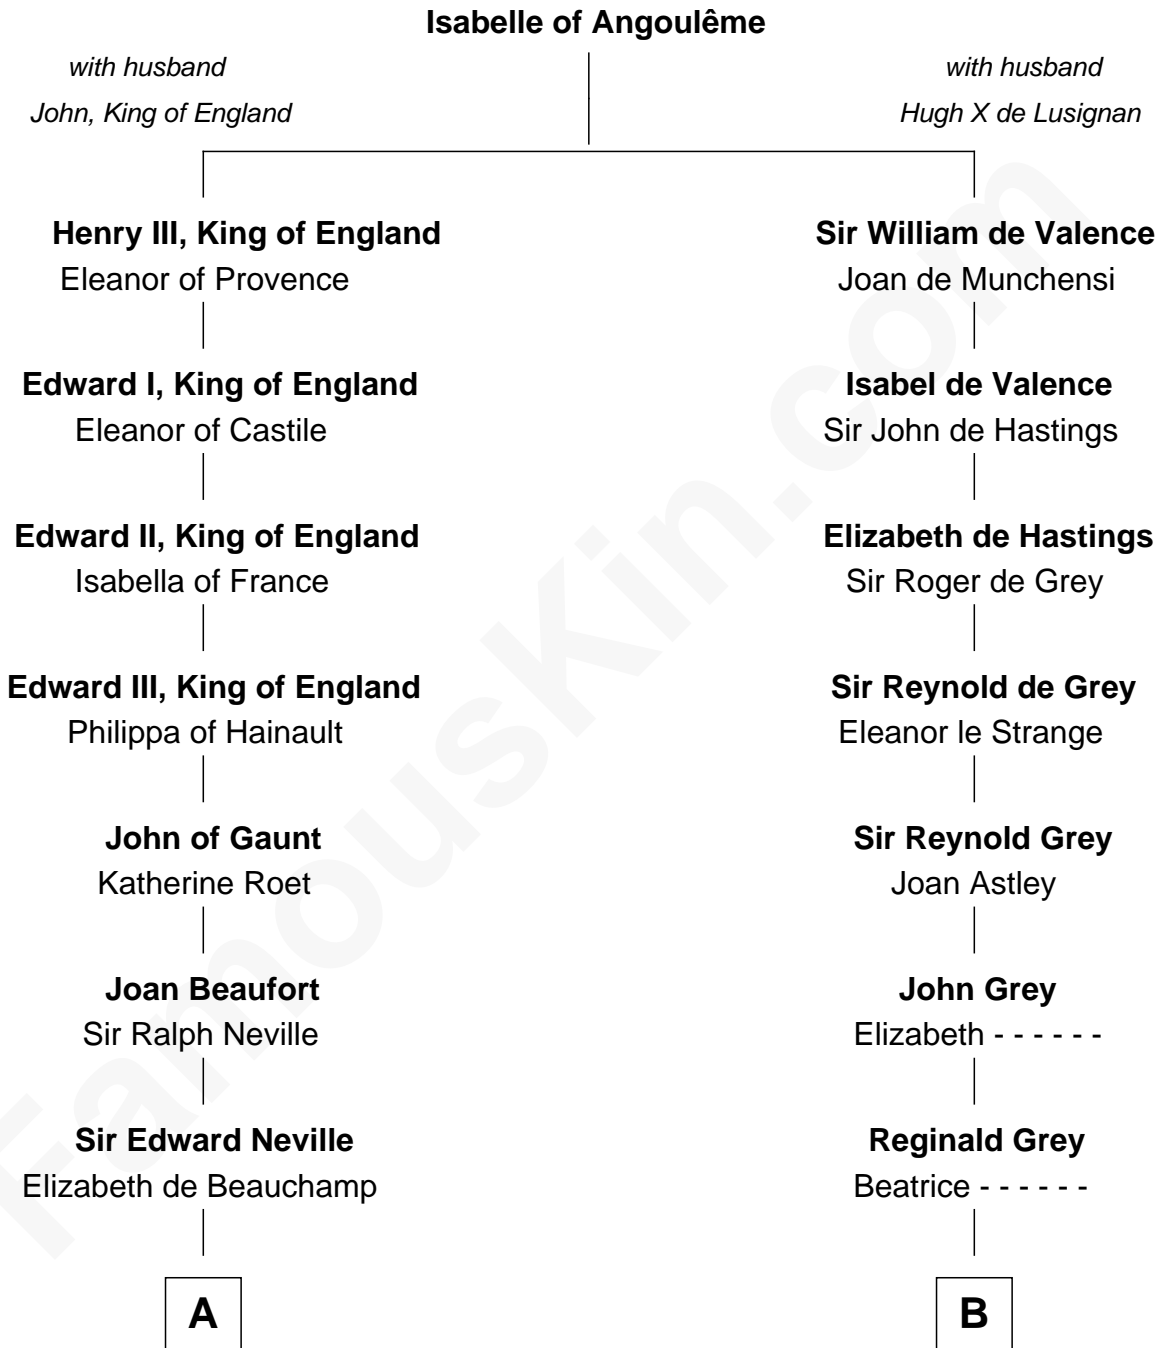 Isabelle of Angoulême
with husband
John, King of England
with husband
Hugh X de Lusignan
Henry III, King of England
Eleanor of Provence
Sir William de Valence
Joan de Munchensi
Edward I, King of England
Eleanor of Castile
Isabel de Valence
Sir John de Hastings
Edward II, King of England
Isabella of France
Elizabeth de Hastings
Sir Roger de Grey
Edward III, King of England
Philippa of Hainault
Sir Reynold de Grey
Eleanor le Strange
John of Gaunt
Katherine Roet
Sir Reynold Grey
Joan Astley
Joan Beaufort
Sir Ralph Neville
John Grey
Elizabeth - - - - - -
Sir Edward Neville
Elizabeth de Beauchamp
Reginald Grey
Beatrice - - - - - -
A
B
FamousKin.com